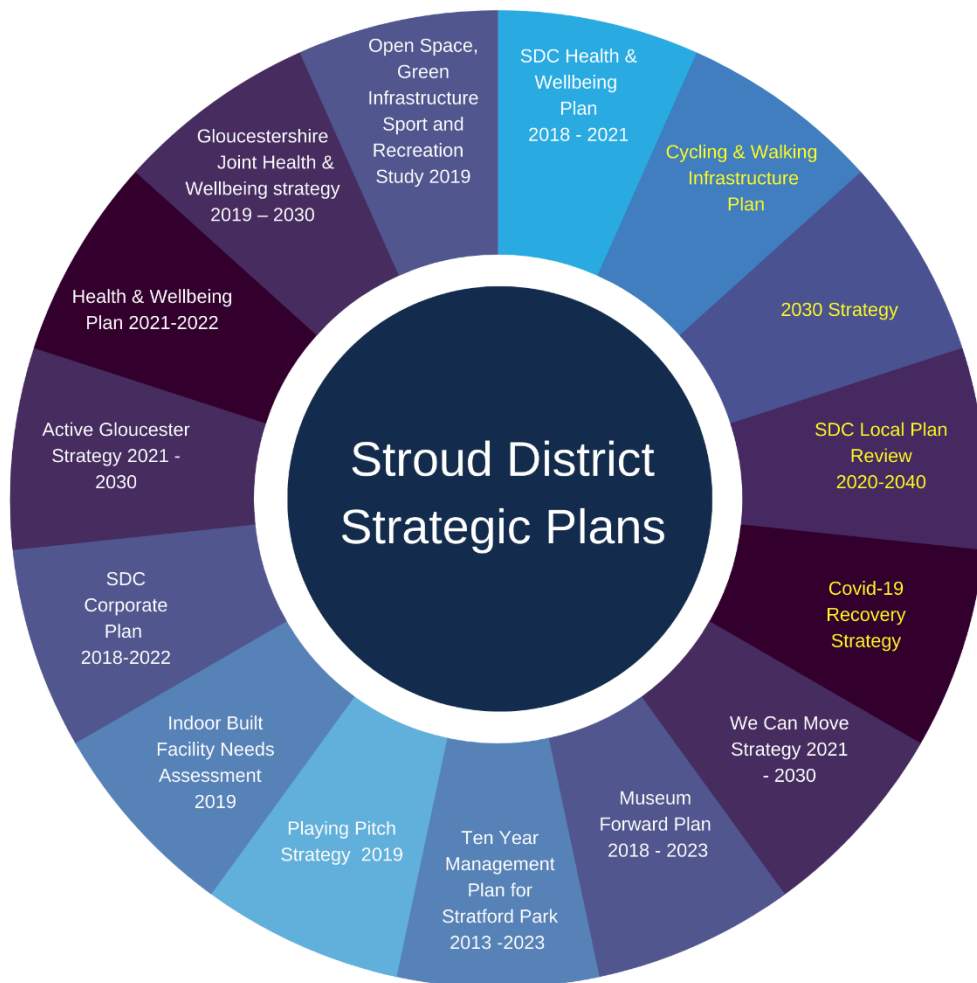 Stroud District
Strategic Plans
SDC Health &
Wellbeing
Plan
2018 - 2021
Cycling & Walking
Infrastructure
Plan
2030 Strategy
SDC Local Plan
Review
2020-2040
Covid-19
Recovery
Strategy
We Can Move
Strategy 2021
- 2030
Museum
Forward Plan
2018 - 2023
Ten Year
Management
Plan for
Stratford Park
2013 -2023
Playing Pitch
Strategy 2019
Indoor Built
Facility Needs
Assessment
2019
SDC
Corporate
Plan
2018-2022
Active Gloucester
Strategy 2021 -
2030
Health & Wellbeing
Plan 2021-2022
Gloucestershire
Joint Health &
Wellbeing strategy
2019 – 2030
Open Space,
Green
Infrastructure
Sport and
Recreation
Study 2019